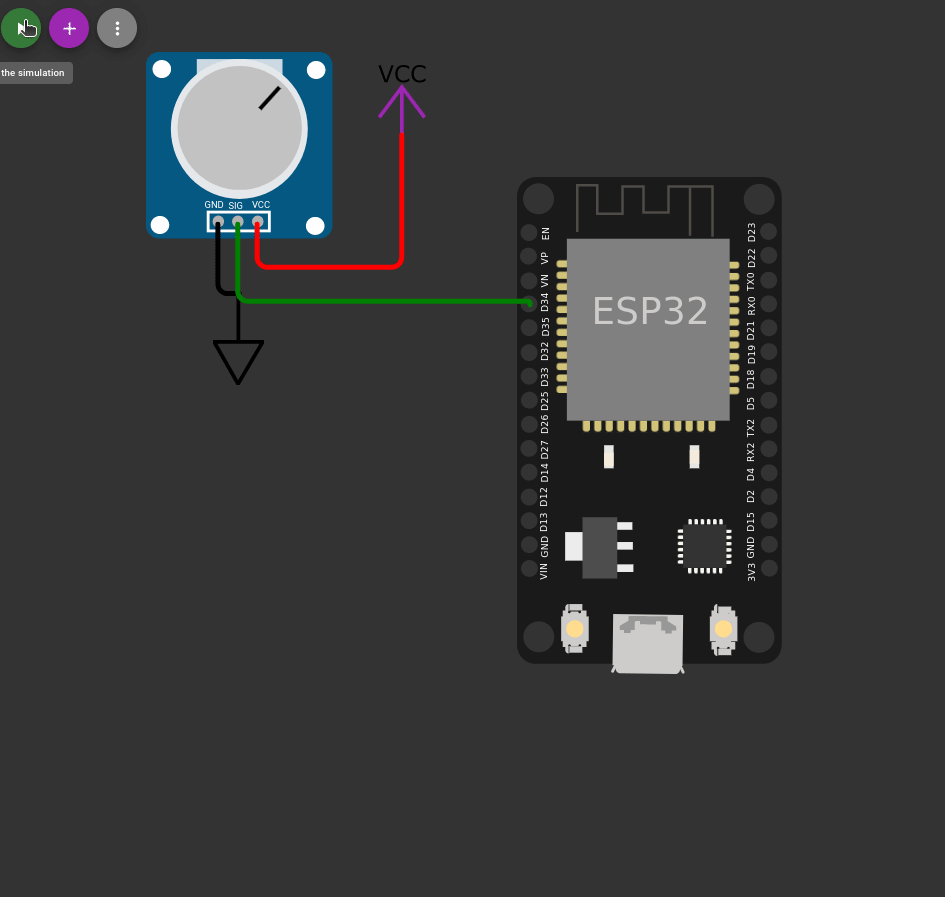 the simulation
VCC
GND SIG VCC
ESP32
EN
VP
VN
D34
D35
D32
D33
D25
D26
D27
D14
D12
D13
GND
VIN
D23
D22
TX0
RX0
D21
D19
D18
D5
TX2
RX2
D4
D2
D15
GND
3V3